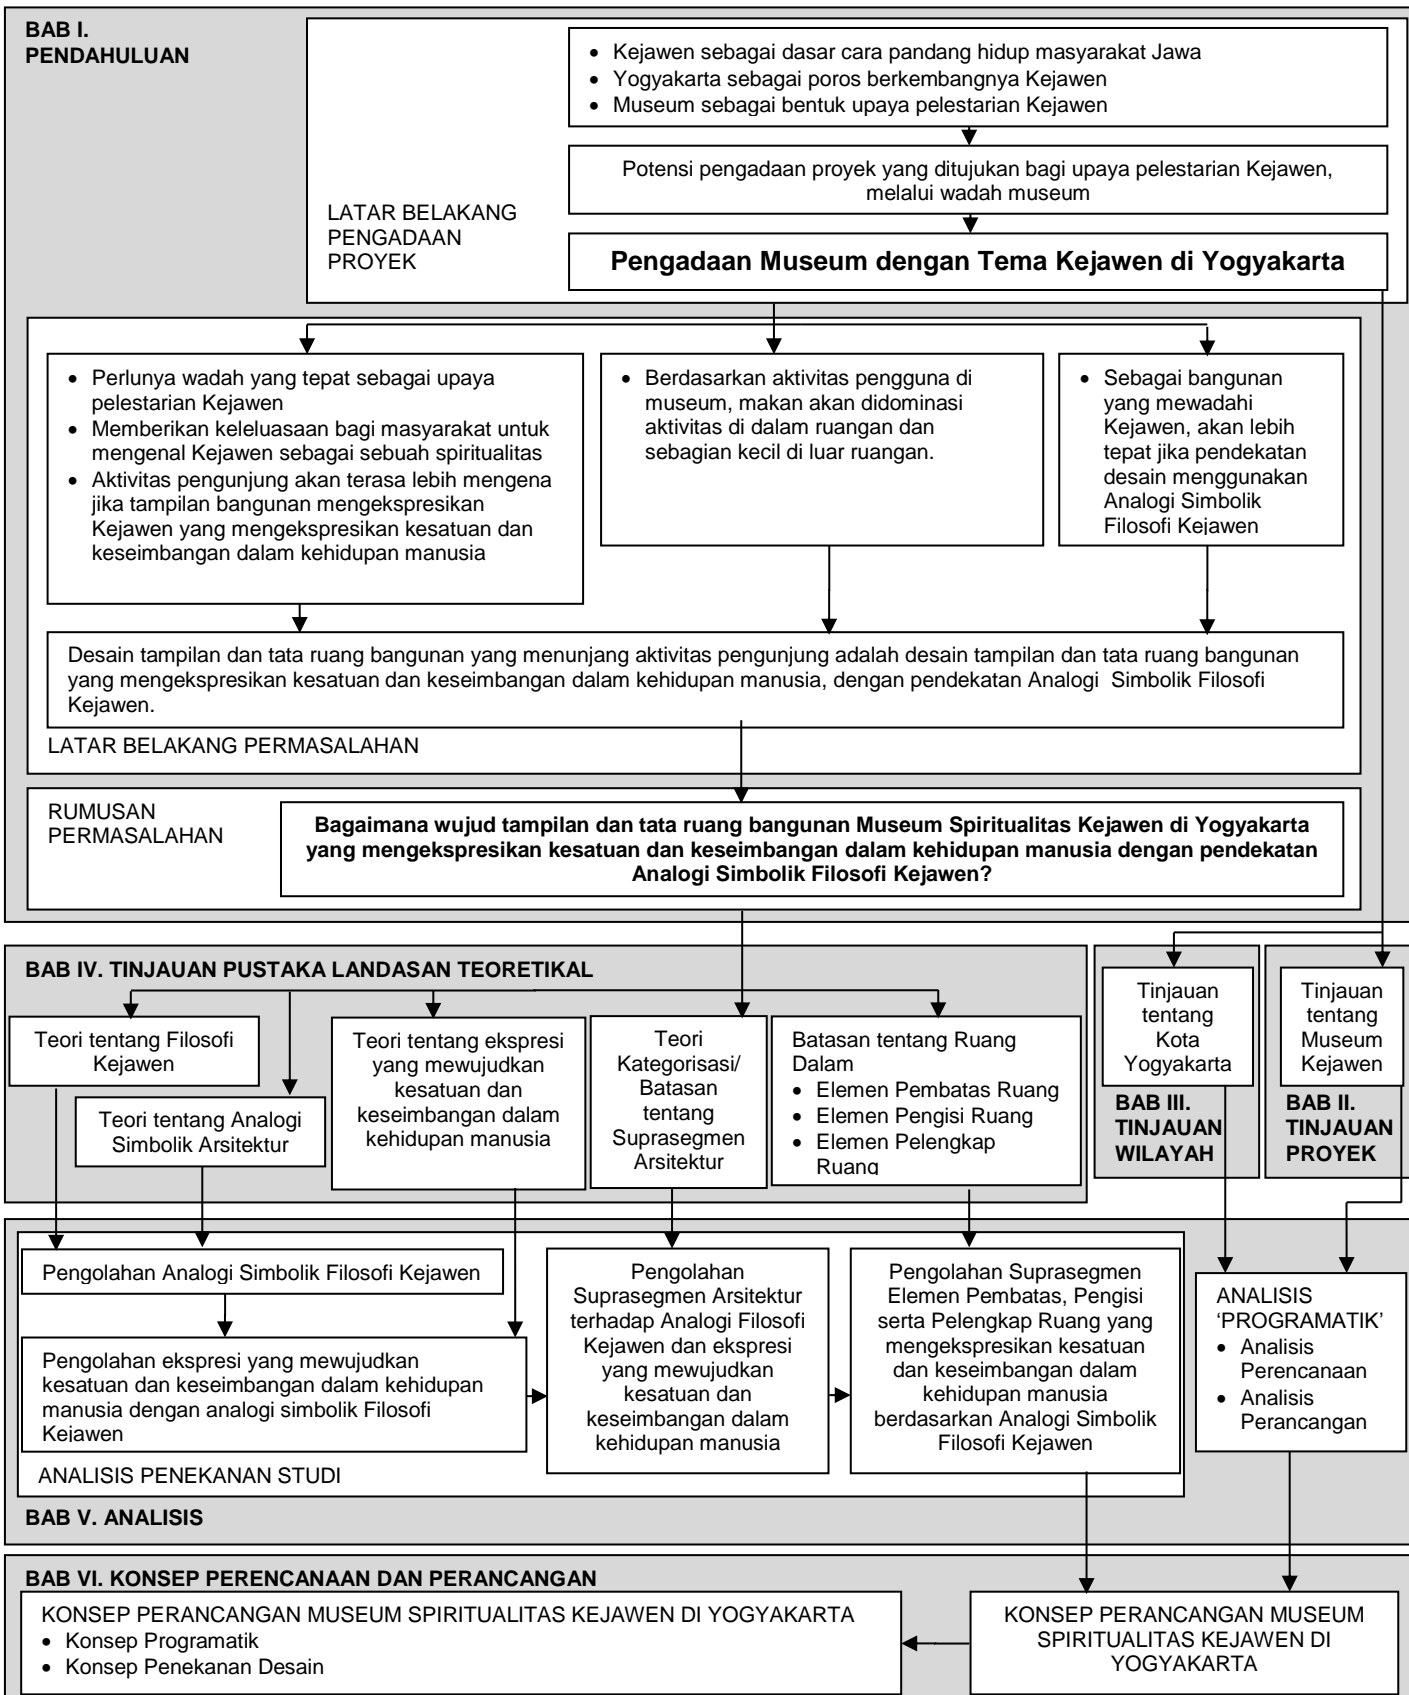 BAB I.
PENDAHULUAN
• Kejawen sebagai dasar cara pandang hidup masyarakat Jawa
• Yogyakarta sebagai poros berkembangnya Kejawen
• Museum sebagai bentuk upaya pelestarian Kejawen
Potensi pengadaan proyek yang ditujukan bagi upaya pelestarian Kejawen,
melalui wadah museum
LATAR BELAKANG
PENGADAAN
PROYEK
Pengadaan Museum dengan Tema Kejawen di Yogyakarta
• Perlunya wadah yang tepat sebagai upaya
pelestarian Kejawen
• Memberikan keleluasaan bagi masyarakat untuk
mengenal Kejawen sebagai sebuah spiritualitas
• Aktivitas pengunjung akan terasa lebih mengena
jika tampilan bangunan mengekspresikan
Kejawen yang mengekspresikan kesatuan dan
keseimbangan dalam kehidupan manusia
• Berdasarkan aktivitas pengguna di
museum, makan akan didominasi
aktivitas di dalam ruangan dan
sebagian kecil di luar ruangan.
• Sebagai bangunan
yang mewadahi
Kejawen, akan lebih
tepat jika pendekatan
desain menggunakan
Analogi Simbolik
Filosofi Kejawen
Desain tampilan dan tata ruang bangunan yang menunjang aktivitas pengunjung adalah desain tampilan dan tata ruang bangunan
yang mengekspresikan kesatuan dan keseimbangan dalam kehidupan manusia, dengan pendekatan Analogi Simbolik Filosofi
Kejawen.
LATAR BELAKANG PERMASALAHAN
RUMUSAN
PERMASALAHAN
Bagaimana wujud tampilan dan tata ruang bangunan Museum Spiritualitas Kejawen di Yogyakarta
yang mengekspresikan kesatuan dan keseimbangan dalam kehidupan manusia dengan pendekatan
Analogi Simbolik Filosofi Kejawen?
BAB IV. TINJAUAN PUSTAKA LANDASAN TEORETIKAL
Teori tentang Filosofi
Kejawen
Teori tentang Analogi
Simbolik Arsitektur
Teori tentang ekspresi
yang mewujudkan
kesatuan dan
keseimbangan dalam
kehidupan manusia
Teori
Kategorisasi/
Batasan
tentang
Suprasegmen
Arsitektur
Batasan tentang Ruang
Dalam
• Elemen Pembatas Ruang
• Elemen Pengisi Ruang
• Elemen Pelengkap
Ruang
Tinjauan
tentang
Kota
Yogyakarta
BAB III.
TINJAUAN
WILAYAH
Tinjauan
tentang
Museum
Kejawen
BAB II.
TINJAUAN
PROYEK
Pengolahan Analogi Simbolik Filosofi Kejawen
Pengolahan ekspresi yang mewujudkan
kesatuan dan keseimbangan dalam kehidupan
manusia dengan analogi simbolik Filosofi
Kejawen
Pengolahan
Suprasegmen Arsitektur
terhadap Analogi Filosofi
Kejawen dan ekspresi
yang mewujudkan
kesatuan dan
keseimbangan dalam
kehidupan manusia
Pengolahan Suprasegmen
Elemen Pembatas, Pengisi
serta Pelengkap Ruang yang
mengekspresikan kesatuan
dan keseimbangan dalam
kehidupan manusia
berdasarkan Analogi Simbolik
Filosofi Kejawen
ANALISIS
‘PROGRAMATIK’
• Analisis
Perencanaan
• Analisis
Perancangan
ANALISIS PENEKANAN STUDI
BAB V. ANALISIS
BAB VI. KONSEP PERENCANAAN DAN PERANCANGAN
KONSEP PERANCANGAN MUSEUM SPIRITUALITAS KEJAWEN DI YOGYAKARTA
• Konsep Programatik
• Konsep Penekanan Desain
KONSEP PERANCANGAN MUSEUM
SPIRITUALITAS KEJAWEN DI
YOGYAKARTA